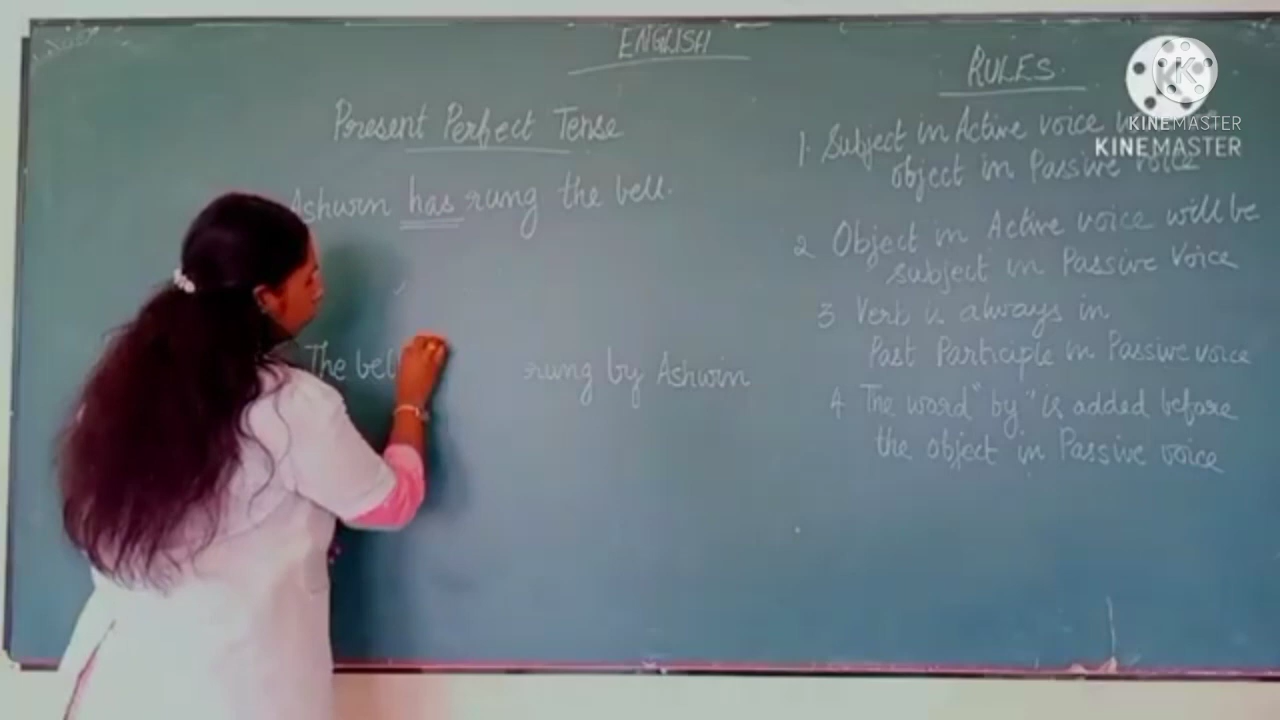 ENGLISH
Present Perfect Tense
Ashwin has rung the bell.
The bell rung by Ashwin
RULES.
1. Subject in Active voice
object in Passive voice
2 Object in Active voice will be
subject in Passive Voice
3 Verb is always in
Past Participle in Passive voice
4 The word "by" is added before
the object in Passive voice
KINEMASTER
KINEMASTER